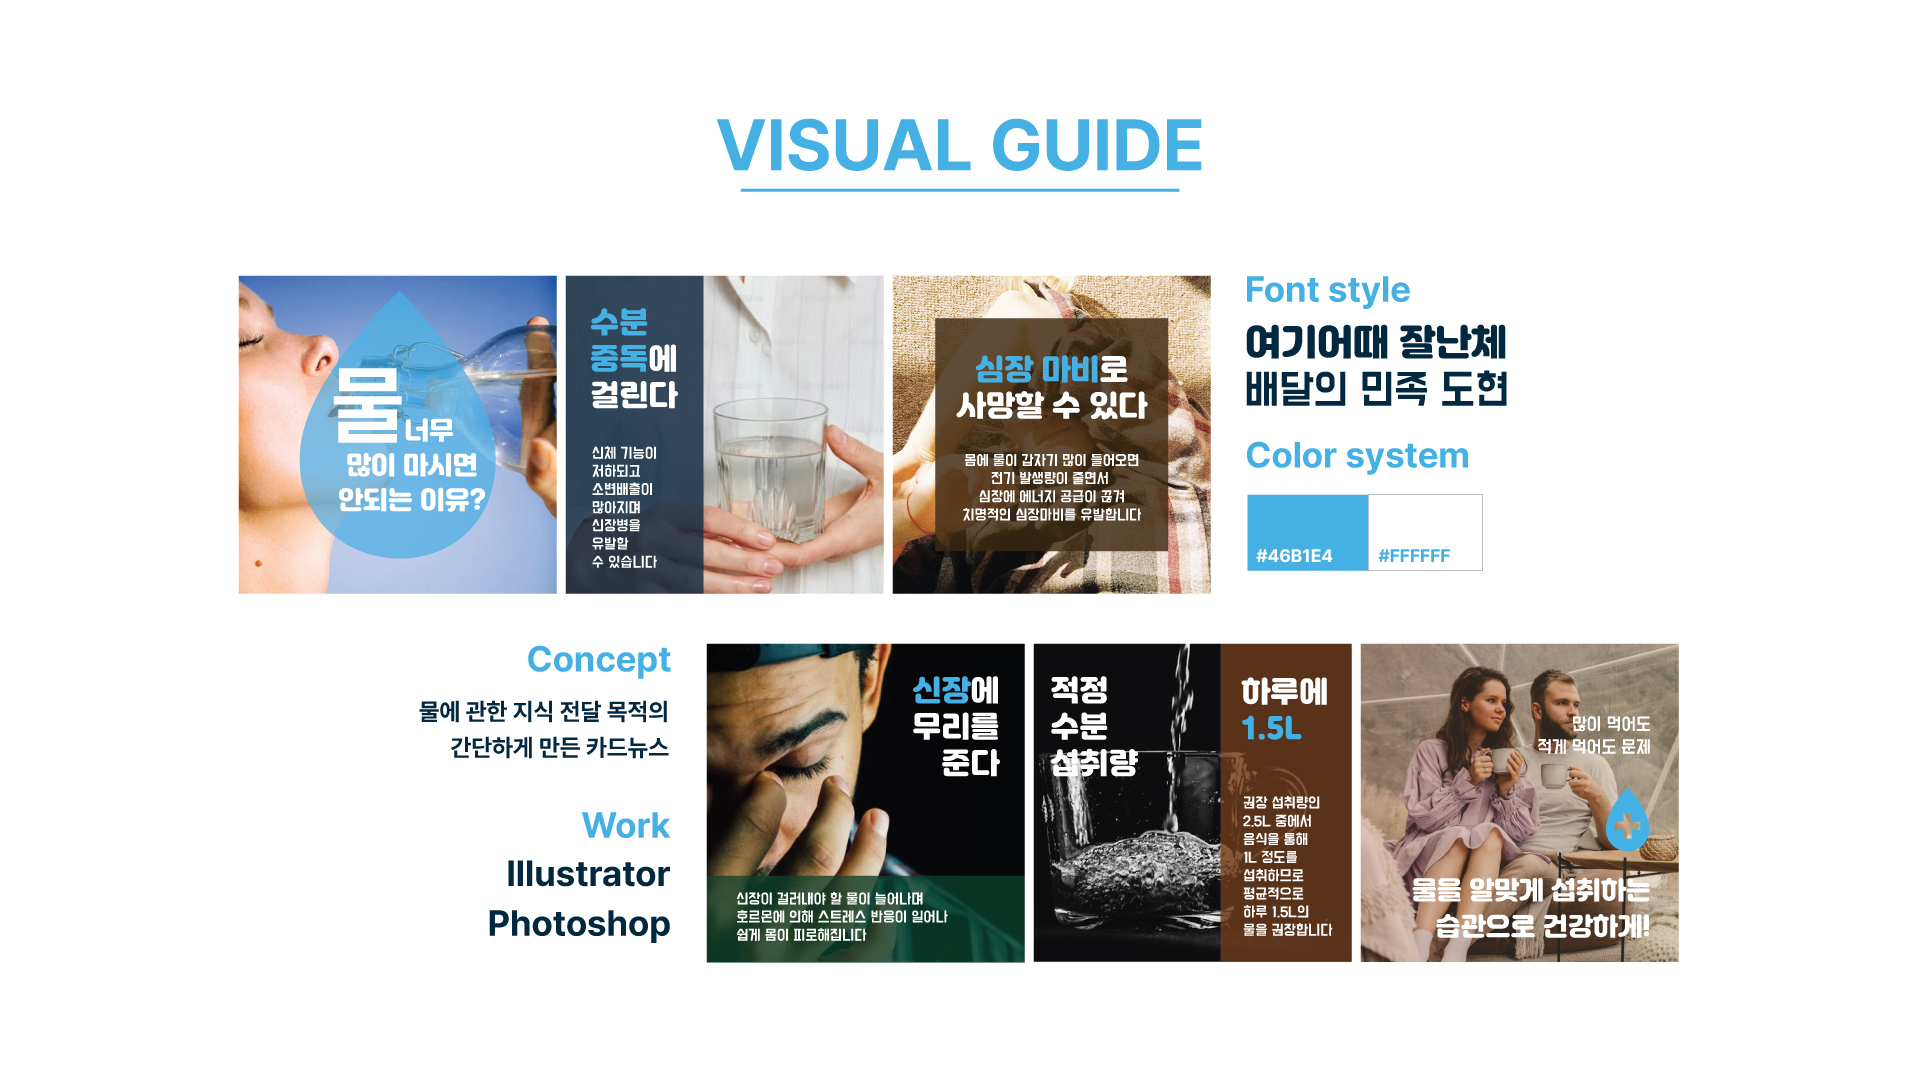 VISUAL GUIDE
물 너무
많이 마시면
안되는 이유?
수분
중독에
걸린다
신체 기능이
저하되고
소변배출이
많아지며
신장병을
유발할
수 있습니다
심장 마비로
사망할 수 있다
몸에 물이 갑자기 많이 들어오면
전기 발생량이 줄면서
심장에 에너지 공급이 끊겨
치명적인 심장마비를 유발합니다
Font style
여기어때 잘난체
배달의 민족 도현
Color system
#46B1E4
#FFFFFF
Concept
물에 관한 지식 전달 목적의
간단하게 만든 카드뉴스
Work
Illustrator
Photoshop
신장에
무리를
준다
신장이 걸러내야 할 물이 늘어나며
호르몬에 의해 스트레스 반응이 일어나
쉽게 몸이 피로해집니다
적정
수분
섭취량
하루에
1.5L
권장 섭취량인
2.5L 중에서
음식을 통해
1L 정도를
섭취하므로
평균적으로
하루 1.5L의
물을 권장합니다
많이 먹어도
적게 먹어도 문제
물을 알맞게 섭취하는
습관으로 건강하게!